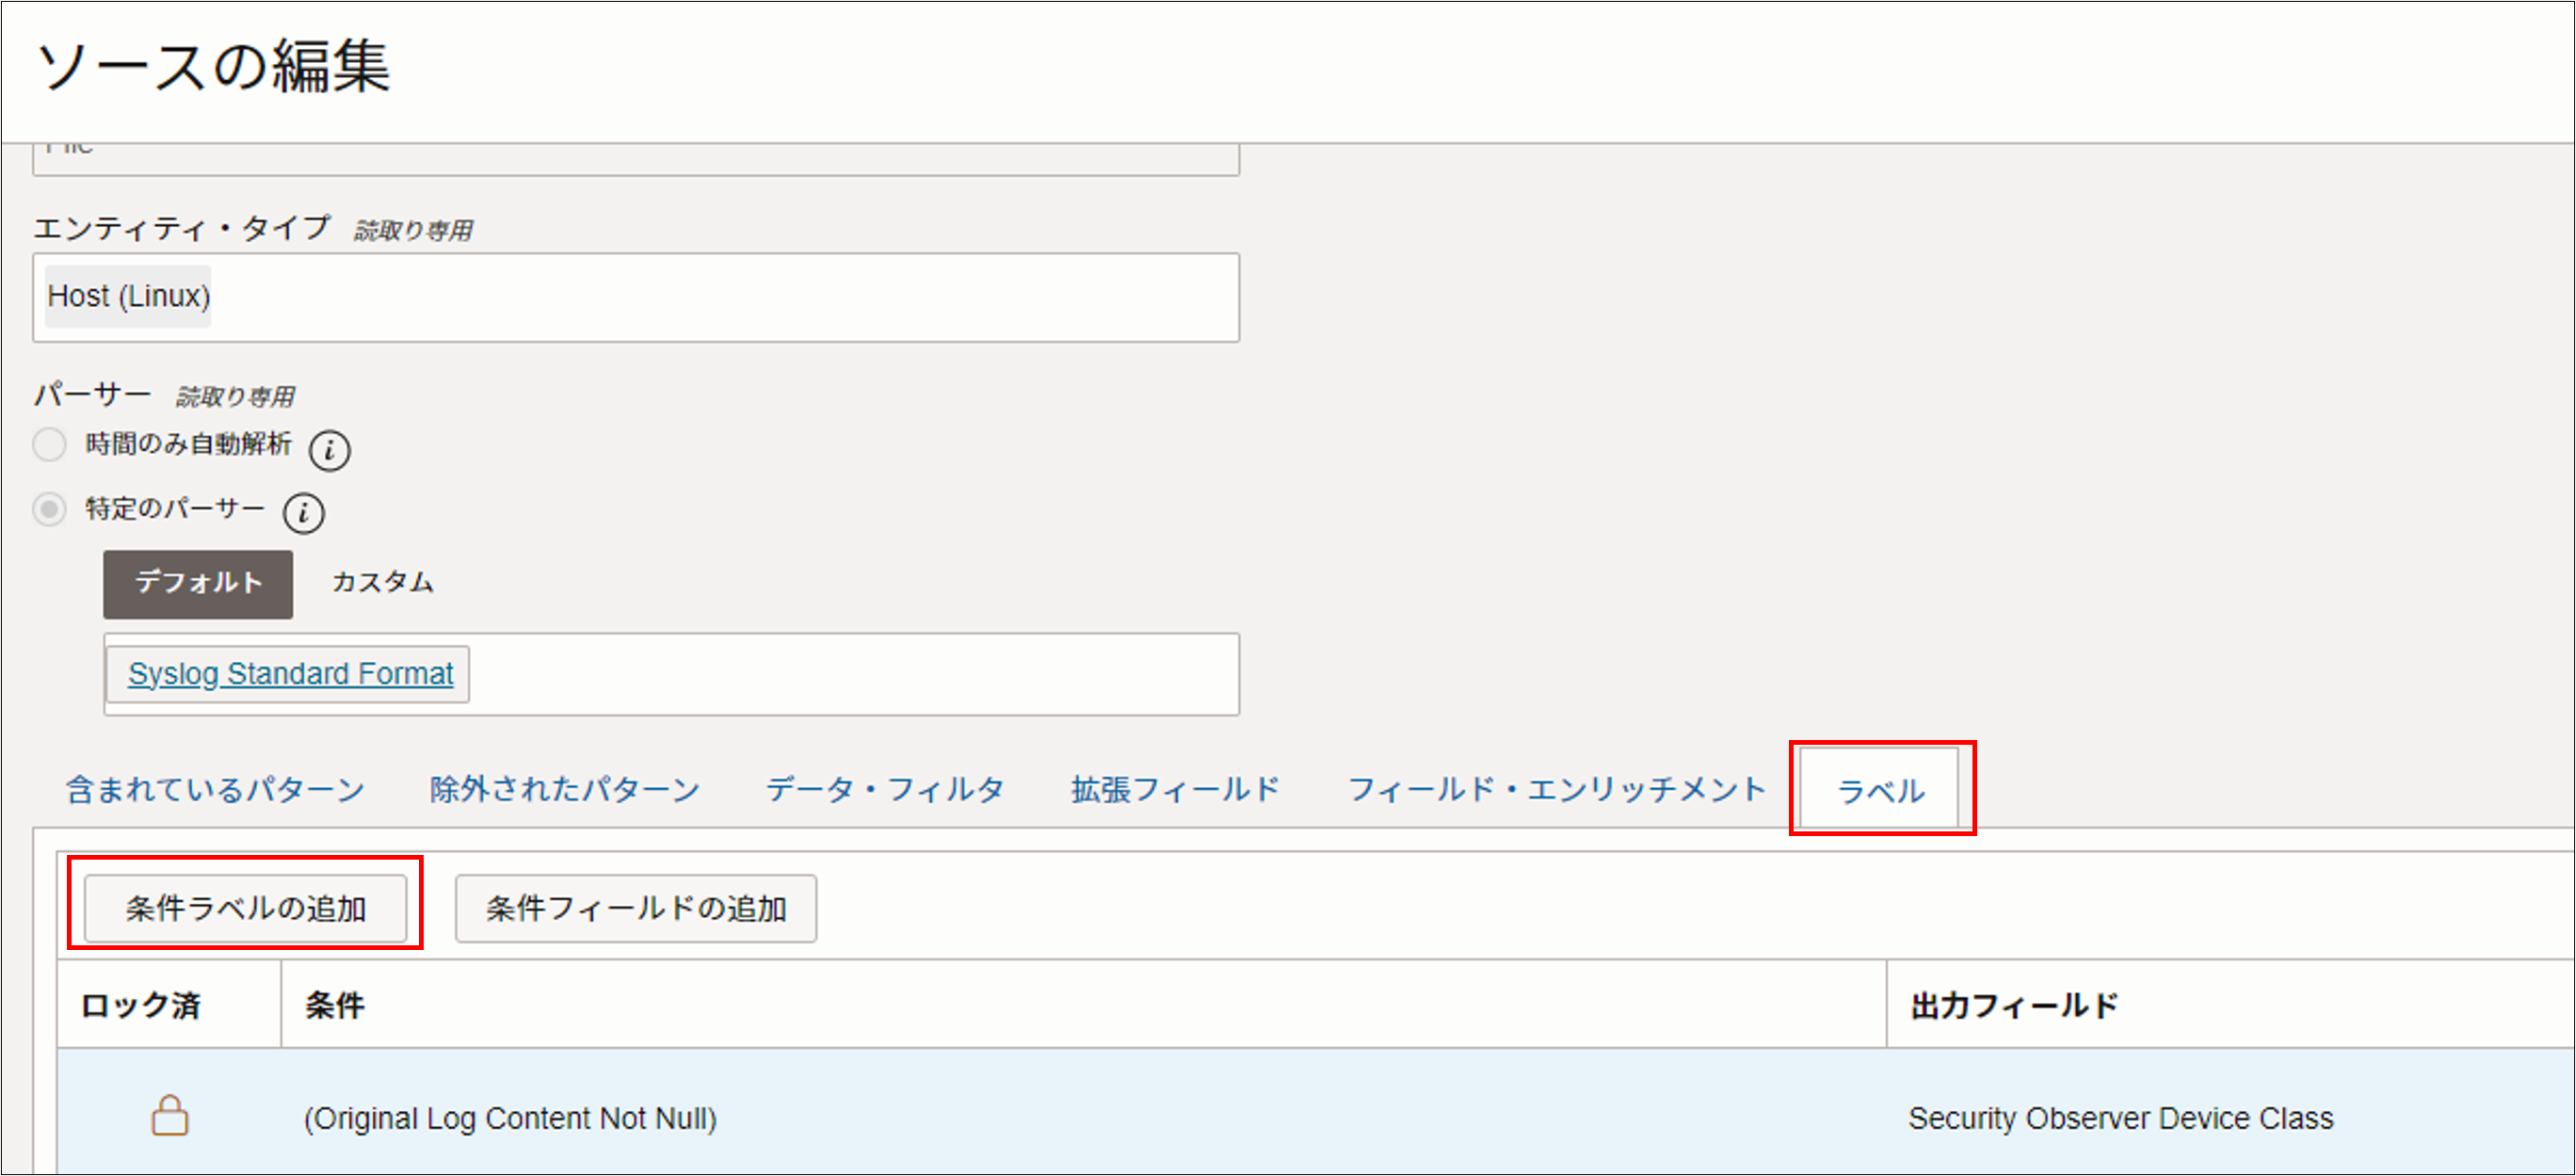 ソースの編集
エンティティ・タイプ 読取り専用
Host (Linux)
パーサー 読取り専用
時間のみ自動解析 i
特定のパーサー i
デフォルト カスタム
Syslog Standard Format
含まれているパターン 除外されたパターン データ・フィルタ 拡張フィールド フィールド・エンリッチメント ラベル
条件ラベルの追加 条件フィールドの追加
ロック済 条件 出力フィールド
(Original Log Content Not Null) Security Observer Device Class